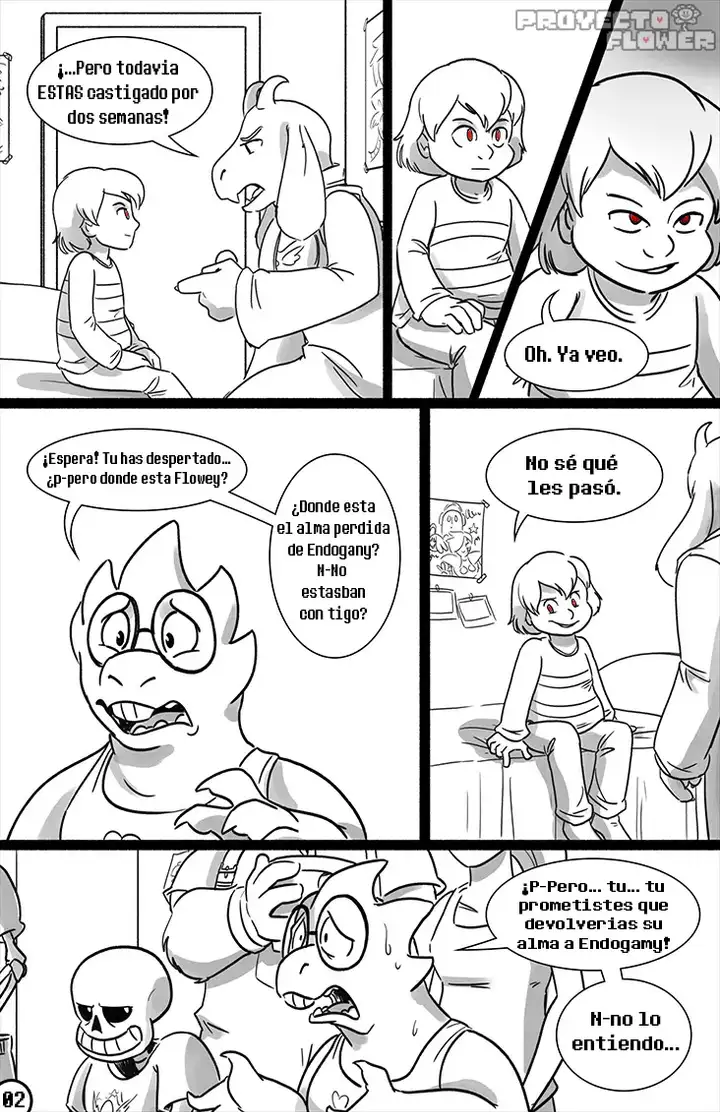 PROYECTO
FLOWER
¡...Pero todavia
ESTAS castigado por
dos semanas!
Oh. Ya veo.
¡Espera! Tu has despertado...
¿p-pero donde esta Flowey?
¿Donde esta
el alma perdida
de Endogany?
N-No
estasban
con tigo?
No sé qué
les pasó.
¡P-Pero... tu... tu
prometistes que
devolverias su
alma a Endogamy!
N-no lo
entiendo...
02